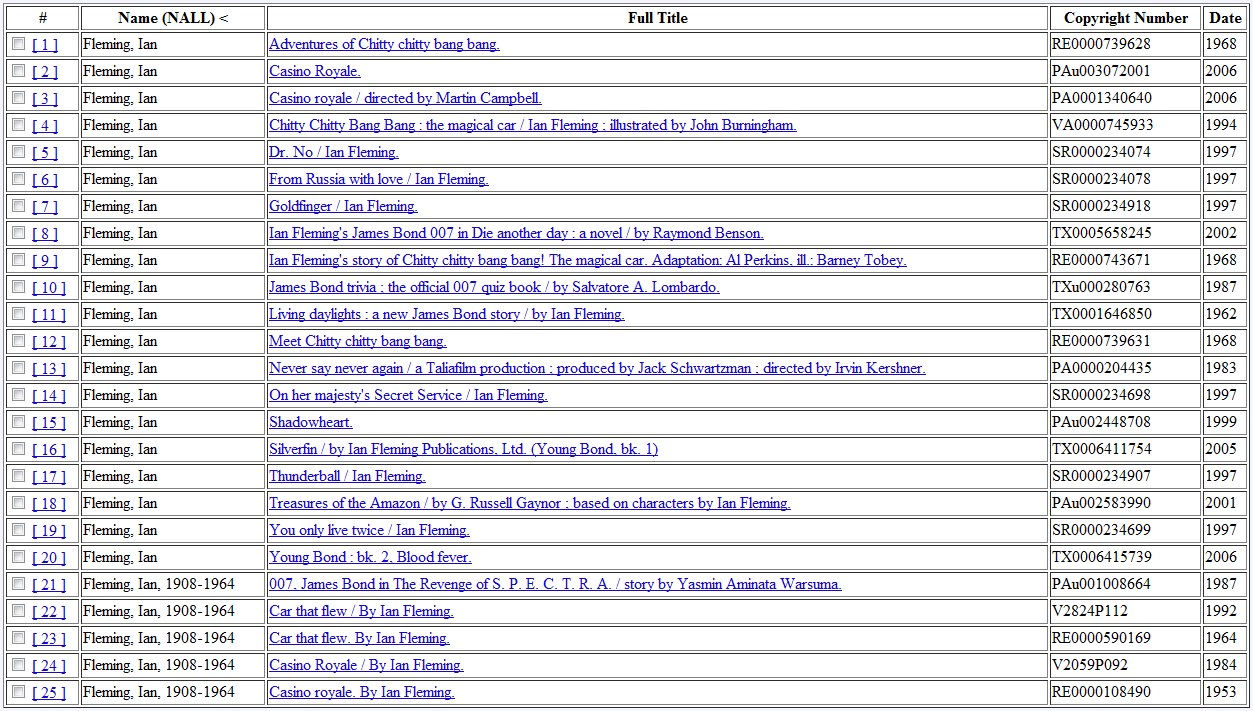 # Name (NALL) < Full Title Copyright Number Date
[ 1 ] Fleming, Ian Adventures of Chitty chitty bang bang. RE0000739628 1968
[ 2 ] Fleming, Ian Casino Royale. PAu003072001 2006
[ 3 ] Fleming, Ian Casino royale / directed by Martin Campbell. PA0001340640 2006
[ 4 ] Fleming, Ian Chitty Chitty Bang Bang : the magical car / Ian Fleming ; illustrated by John Burningham. VA0000745933 1994
[ 5 ] Fleming, Ian Dr. No / Ian Fleming. SR0000234074 1997
[ 6 ] Fleming, Ian From Russia with love / Ian Fleming. SR0000234078 1997
[ 7 ] Fleming, Ian Goldfinger / Ian Fleming. SR0000234918 1997
[ 8 ] Fleming, Ian Ian Fleming's James Bond 007 in Die another day : a novel / by Raymond Benson. TX0005658245 2002
[ 9 ] Fleming, Ian Ian Fleming's story of Chitty chitty bang bang! The magical car. Adaptation: Al Perkins, ill.: Barney Tobey. RE0000743671 1968
[ 10 ] Fleming, Ian James Bond trivia : the official 007 quiz book / by Salvatore A. Lombardo. TXu000280763 1987
[ 11 ] Fleming, Ian Living daylights : a new James Bond story / by Ian Fleming. TX0001646850 1962
[ 12 ] Fleming, Ian Meet Chitty chitty bang bang. RE0000739631 1968
[ 13 ] Fleming, Ian Never say never again / a Taliafilm production ; produced by Jack Schwartzman ; directed by Irvin Kershner. PA0000204435 1983
[ 14 ] Fleming, Ian On her majesty's Secret Service / Ian Fleming. SR0000234698 1997
[ 15 ] Fleming, Ian Shadowheart. PAu002448708 1999
[ 16 ] Fleming, Ian Silverfin / by Ian Fleming Publications, Ltd. (Young Bond, bk. 1) TX0006411754 2005
[ 17 ] Fleming, Ian Thunderball / Ian Fleming. SR0000234907 1997
[ 18 ] Fleming, Ian Treasures of the Amazon / by G. Russell Gaynor ; based on characters by Ian Fleming. PAu002583990 2001
[ 19 ] Fleming, Ian You only live twice / Ian Fleming. SR0000234699 1997
[ 20 ] Fleming, Ian Young Bond : bk. 2, Blood fever. TX0006415739 2006
[ 21 ] Fleming, Ian, 1908-1964 007, James Bond in The Revenge of S. P. E. C. T. R. A. / story by Yasmin Aminata Warsuma. PAu001008664 1987
[ 22 ] Fleming, Ian, 1908-1964 Car that flew / By Ian Fleming. V2824P112 1992
[ 23 ] Fleming, Ian, 1908-1964 Car that flew. By Ian Fleming. RE0000590169 1964
[ 24 ] Fleming, Ian, 1908-1964 Casino Royale / By Ian Fleming. V2059P092 1984
[ 25 ] Fleming, Ian, 1908-1964 Casino royale. By Ian Fleming. RE0000108490 1953